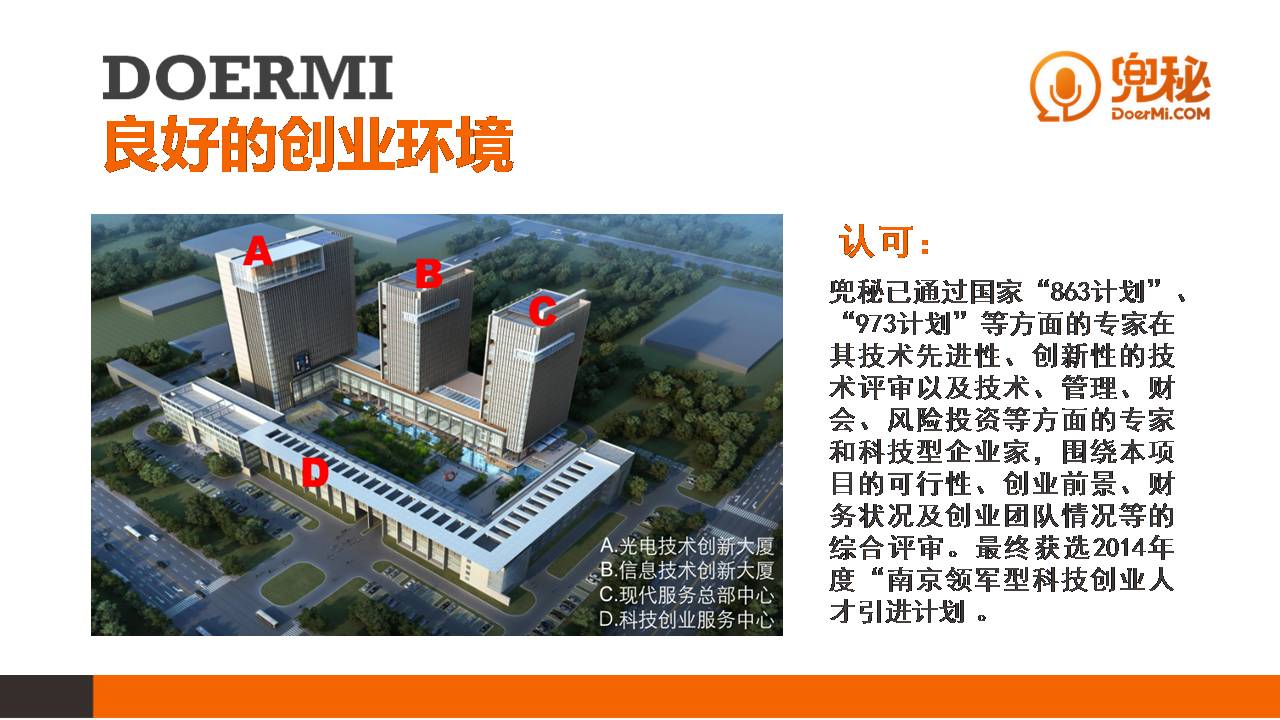 DOERMI
良好的创业环境
兜秘
DoerMi.COM
A
B
C
D
A.光电技术创新大厦
B.信息技术创新大厦
C.现代服务总部中心
D.科技创业服务中心
认可：
兜秘已通过国家“863计划”、
“973计划”等方面的专家在
其技术先进性、创新性的技
术评审以及技术、管理、财
会、风险投资等方面的专家
和科技型企业家，围绕本项
目的可行性、创业前景、财
务状况及创业团队情况等的
综合评审。最终获选2014年
度“南京领军型科技创业人
才引进计划 。